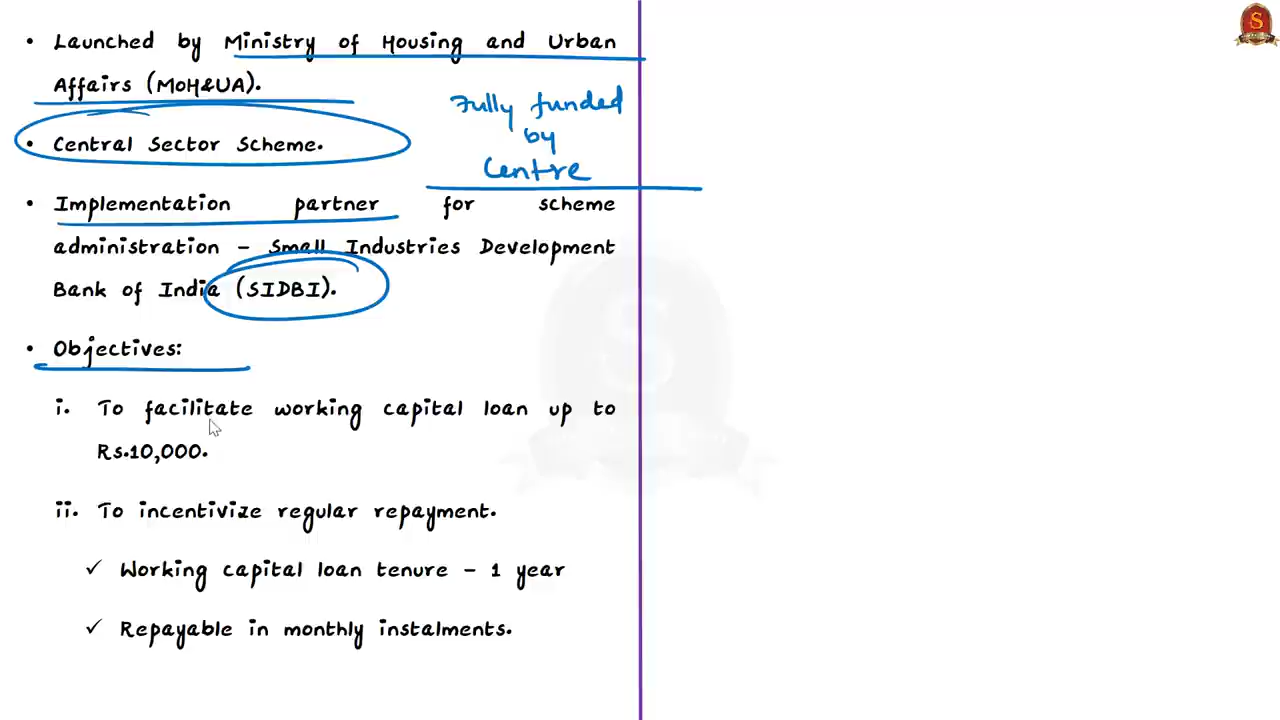 • Launched by Ministry of Housing and Urban
Affairs (MoH&UA).
Fully funded
by
Centre
• Central Sector Scheme.
• Implementation partner for scheme
administration – Small Industries Development
Bank of India (SIDBI).
• Objectives:
i. To facilitate working capital loan up to
Rs.10,000.
ii. To incentivize regular repayment.
✓ Working capital loan tenure – 1 year
✓ Repayable in monthly instalments.